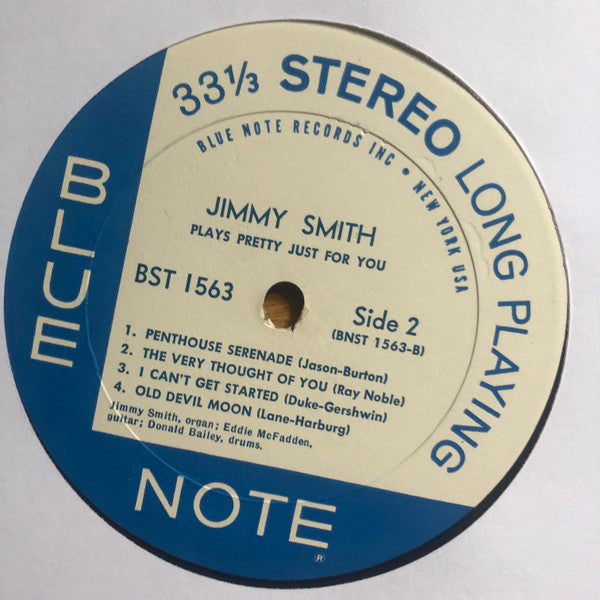 33⅓ STEREO LONG PLAYING
BLUE NOTE RECORDS INC • NEW YORK USA
JIMMY SMITH
PLAYS PRETTY JUST FOR YOU
BST 1563
Side 2
(BNST 1563-B)
1. PENTHOUSE SERENADE (Jason-Burton)
2. THE VERY THOUGHT OF YOU (Ray Noble)
3. I CAN'T GET STARTED (Duke-Gershwin)
4. OLD DEVIL MOON (Lane-Harburg)
Jimmy Smith, organ; Eddie McFadden,
guitar; Donald Bailey, drums.
BLUE
NOTE
®